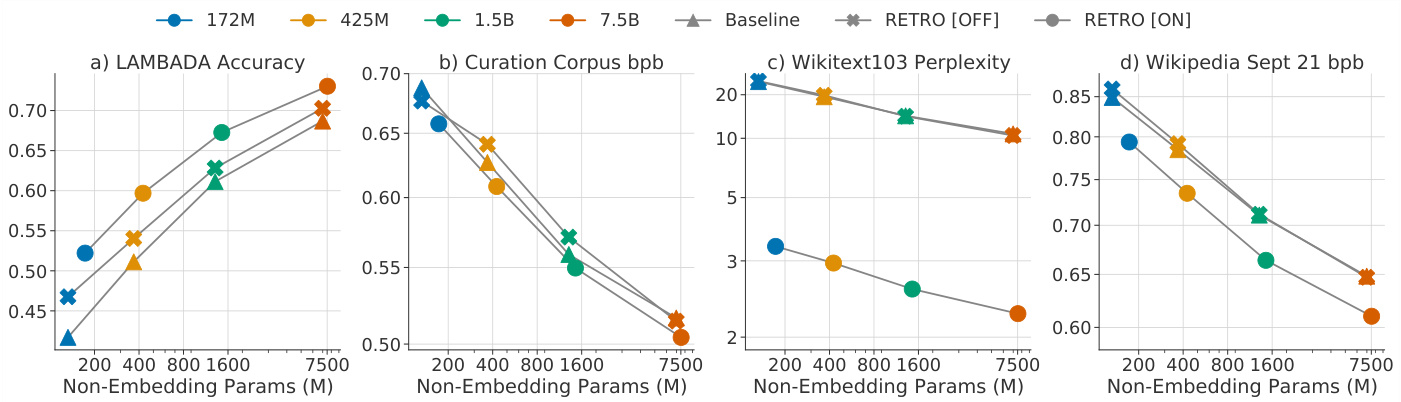 172M 425M 1.5B 7.5B Baseline RETRO [OFF] RETRO [ON]
a) LAMBADA Accuracy
0.70
0.65
0.60
0.55
0.50
0.45
200 400 800 1600 7500
Non-Embedding Params (M)
b) Curation Corpus bpb
0.70
0.65
0.60
0.55
0.50
200 400 800 1600 7500
Non-Embedding Params (M)
c) Wikitext103 Perplexity
20
10
5
3
2
200 400 800 1600 7500
Non-Embedding Params (M)
d) Wikipedia Sept 21 bpb
0.85
0.80
0.75
0.70
0.65
0.60
200 400 800 1600 7500
Non-Embedding Params (M)